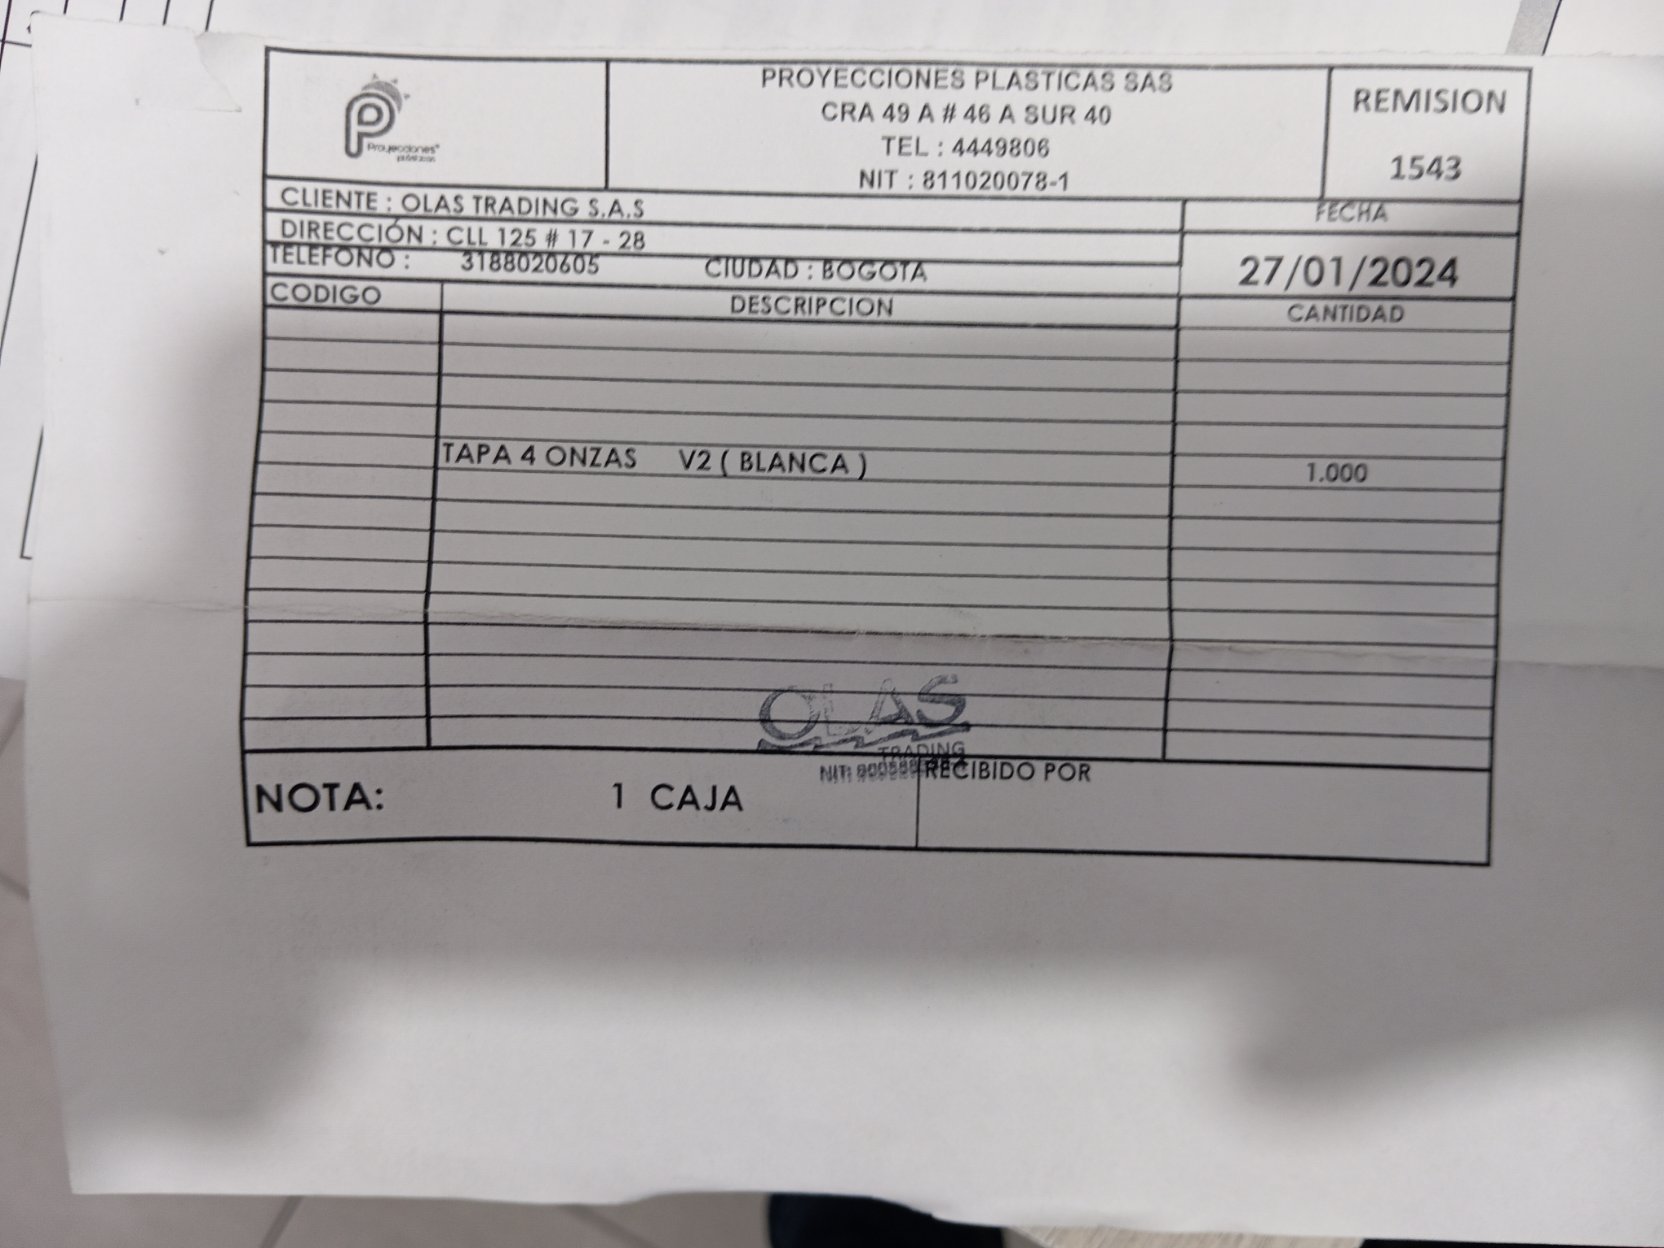 PROYECCIONES PLASTICAS SAS
CRA 49 A # 46 A SUR 40
TEL : 4449806
NIT : 811020078-1
REMISION
1543
Proyecciones
CLIENTE : OLAS TRADING S.A.S
DIRECCIÓN : CLL 125 # 17 - 28
TELEFONO : 3188020605 CIUDAD : BOGOTA
FECHA
27/01/2024
CODIGO DESCRIPCION CANTIDAD
TAPA 4 ONZAS V2 ( BLANCA ) 1.000
OLAS
TRADING
NIT:
RECIBIDO POR
NOTA: 1 CAJA